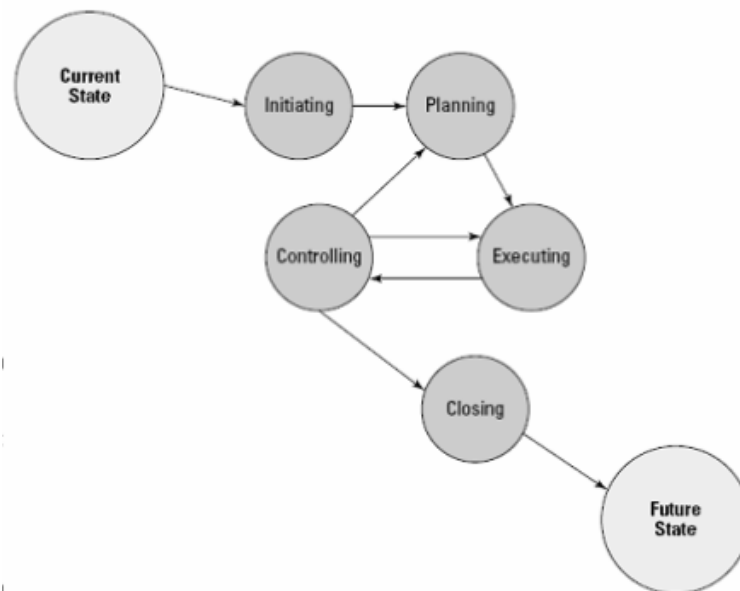 Current
State
Initiating
Planning
Controlling
Executing
Closing
Future
State